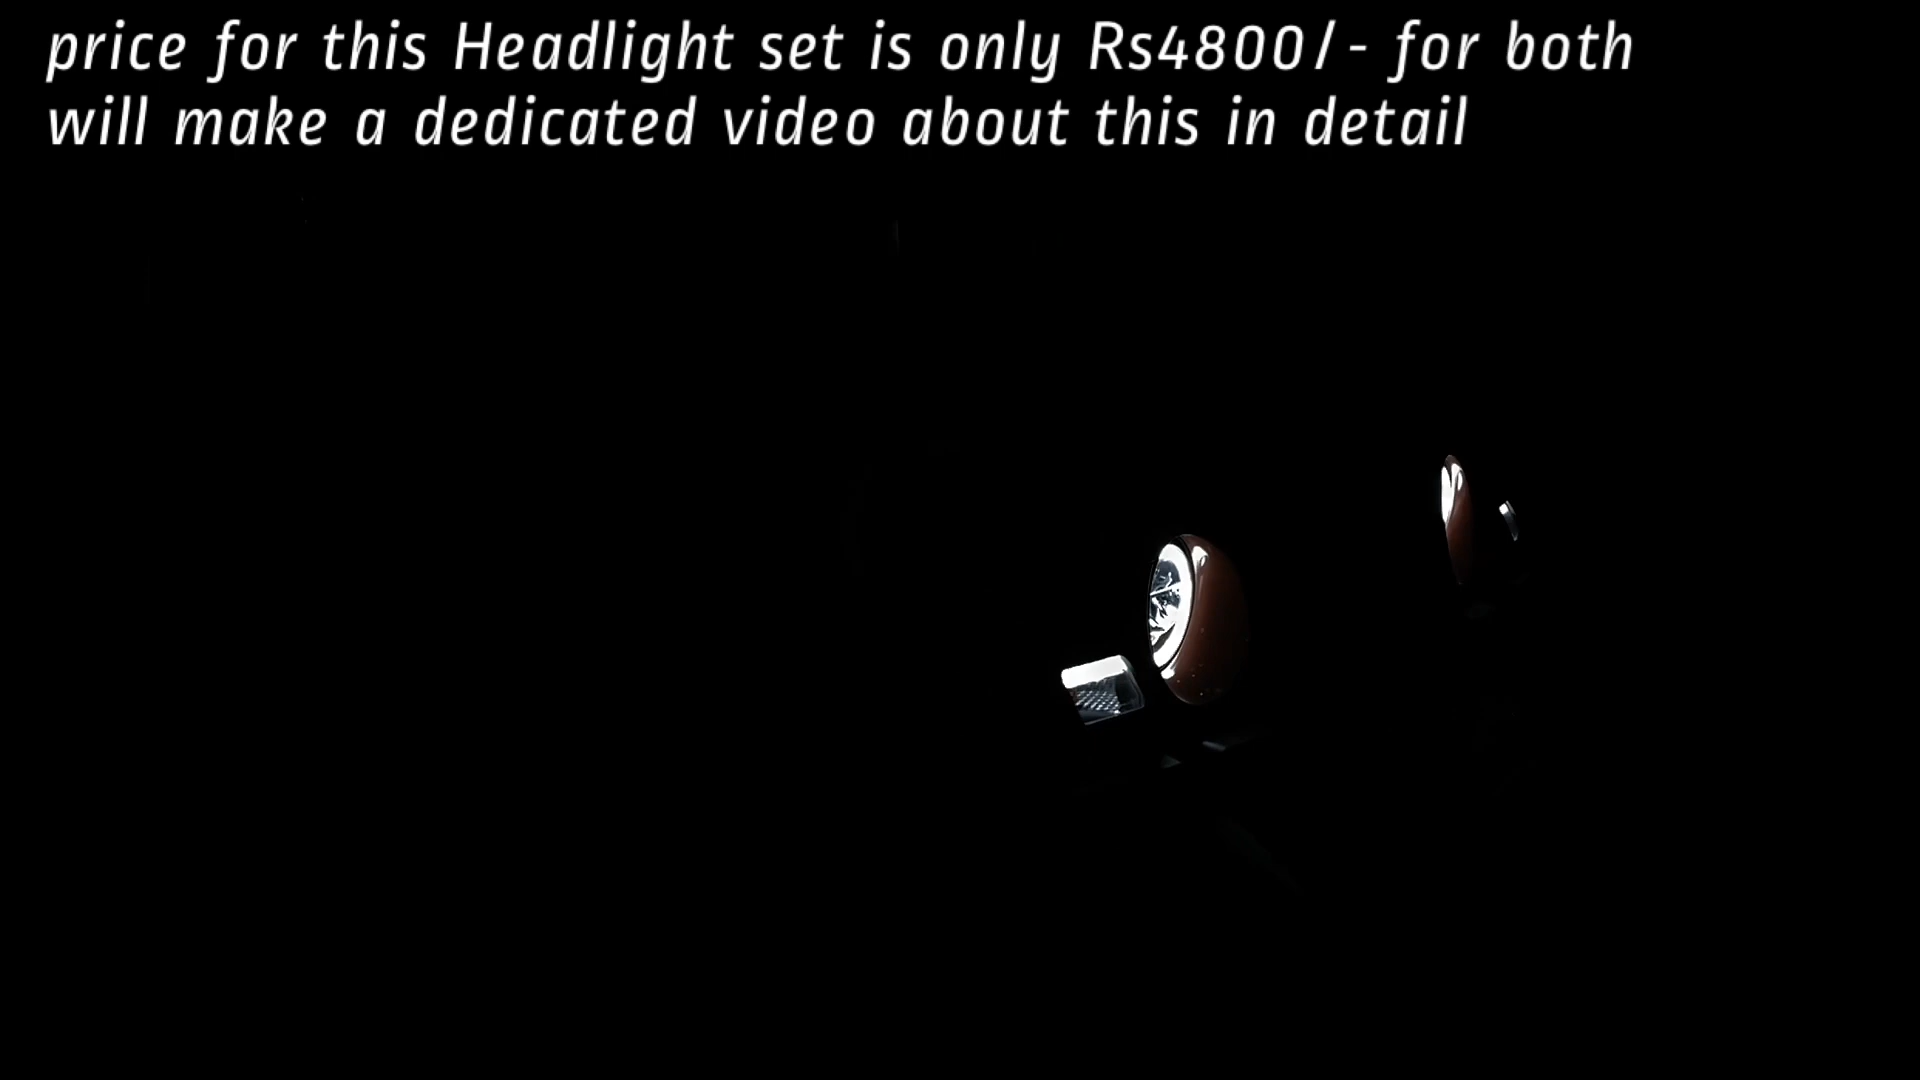 price for this Headlight set is only Rs4800/- for both
will make a dedicated video about this in detail